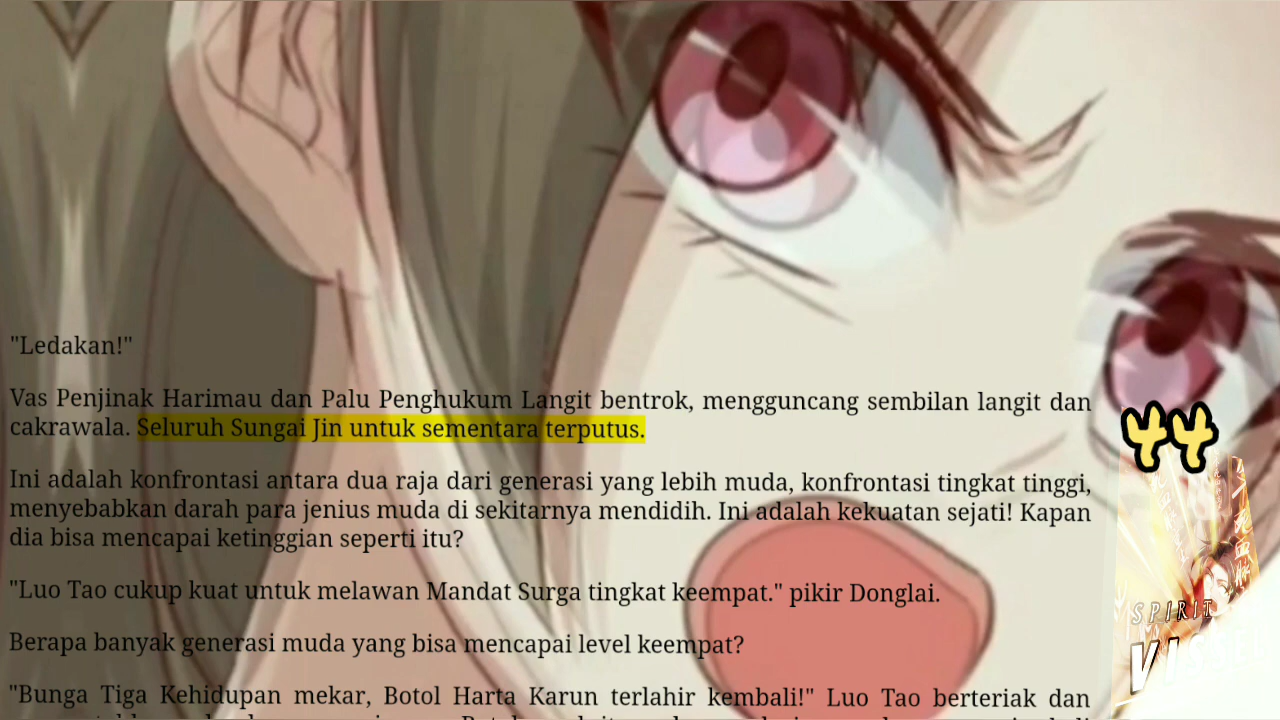 "Ledakan!"
Vas Penjinak Harimau dan Palu Penghukum Langit bentrok, mengguncang sembilan langit dan
cakrawala. Seluruh Sungai Jin untuk sementara terputus.
Ini adalah konfrontasi antara dua raja dari generasi yang lebih muda, konfrontasi tingkat tinggi,
menyebabkan darah para jenius muda di sekitarnya mendidih. Ini adalah kekuatan sejati! Kapan
dia bisa mencapai ketinggian seperti itu?
"Luo Tao cukup kuat untuk melawan Mandat Surga tingkat keempat." pikir Donglai.
Berapa banyak generasi muda yang bisa mencapai level keempat?
"Bunga Tiga Kehidupan mekar, Botol Harta Karun terlahir kembali!" Luo Tao berteriak dan
44
SPIRIT